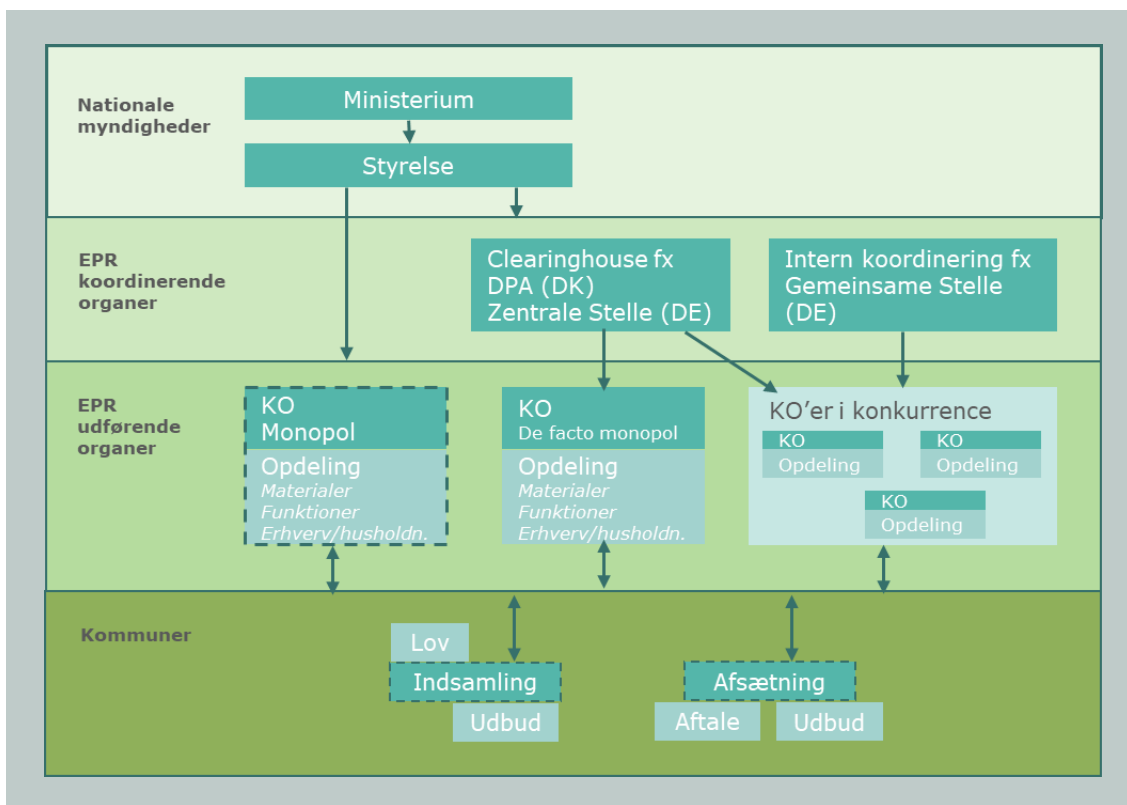 Nationale
myndigheder
Ministerium
Styrelse
EPR
koordinerende
organer
Clearinghouse fx
DPA (DK)
Zentrale Stelle (DE)
Intern koordinering fx
Gemeinsame Stelle
(DE)
EPR
udførende
organer
KO
Monopol
Opdeling
Materialer
Funktioner
Erhverv/husholdn.
KO
De facto monopol
Opdeling
Materialer
Funktioner
Erhverv/husholdn.
KO'er i konkurrence
KO
Opdeling
KO
Opdeling
KO
Opdeling
Kommuner
Lov
Indsamling
Udbud
Afsætning
Aftale
Udbud